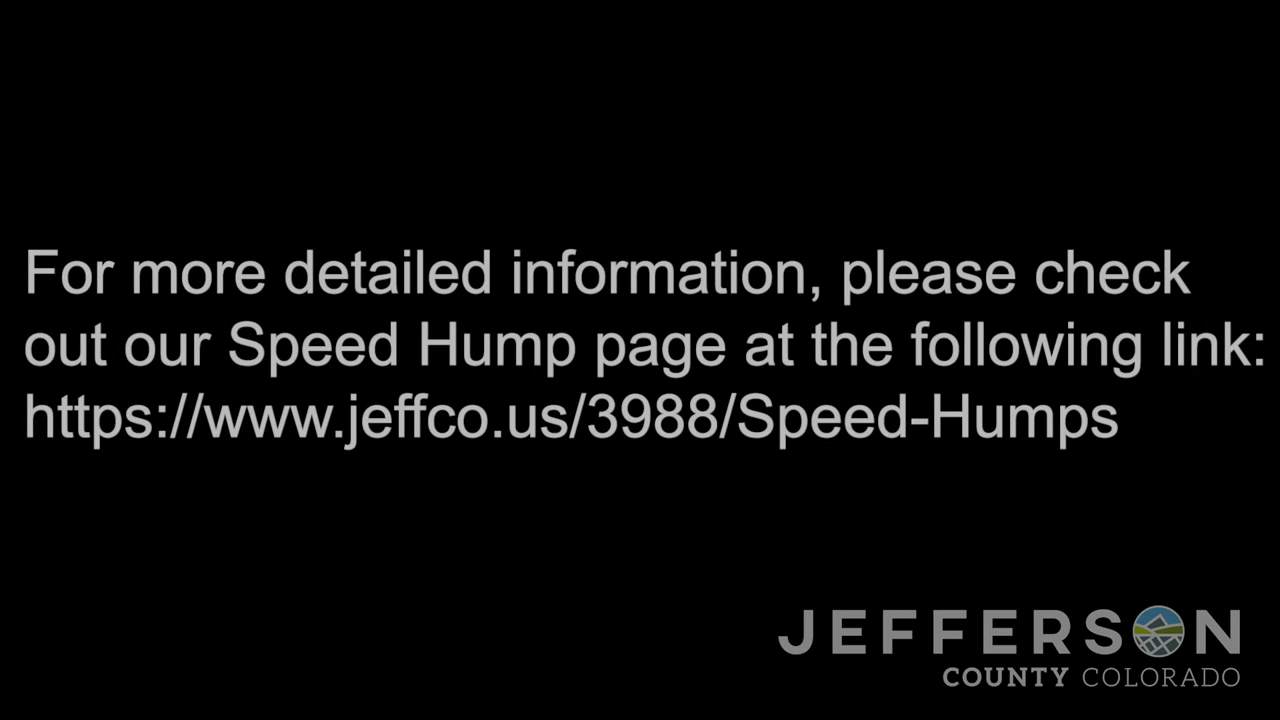 For more detailed information, please check
out our Speed Hump page at the following link:
https://www.jeffco.us/3988/Speed-Humps
JEFFERSON
COUNTY COLORADO